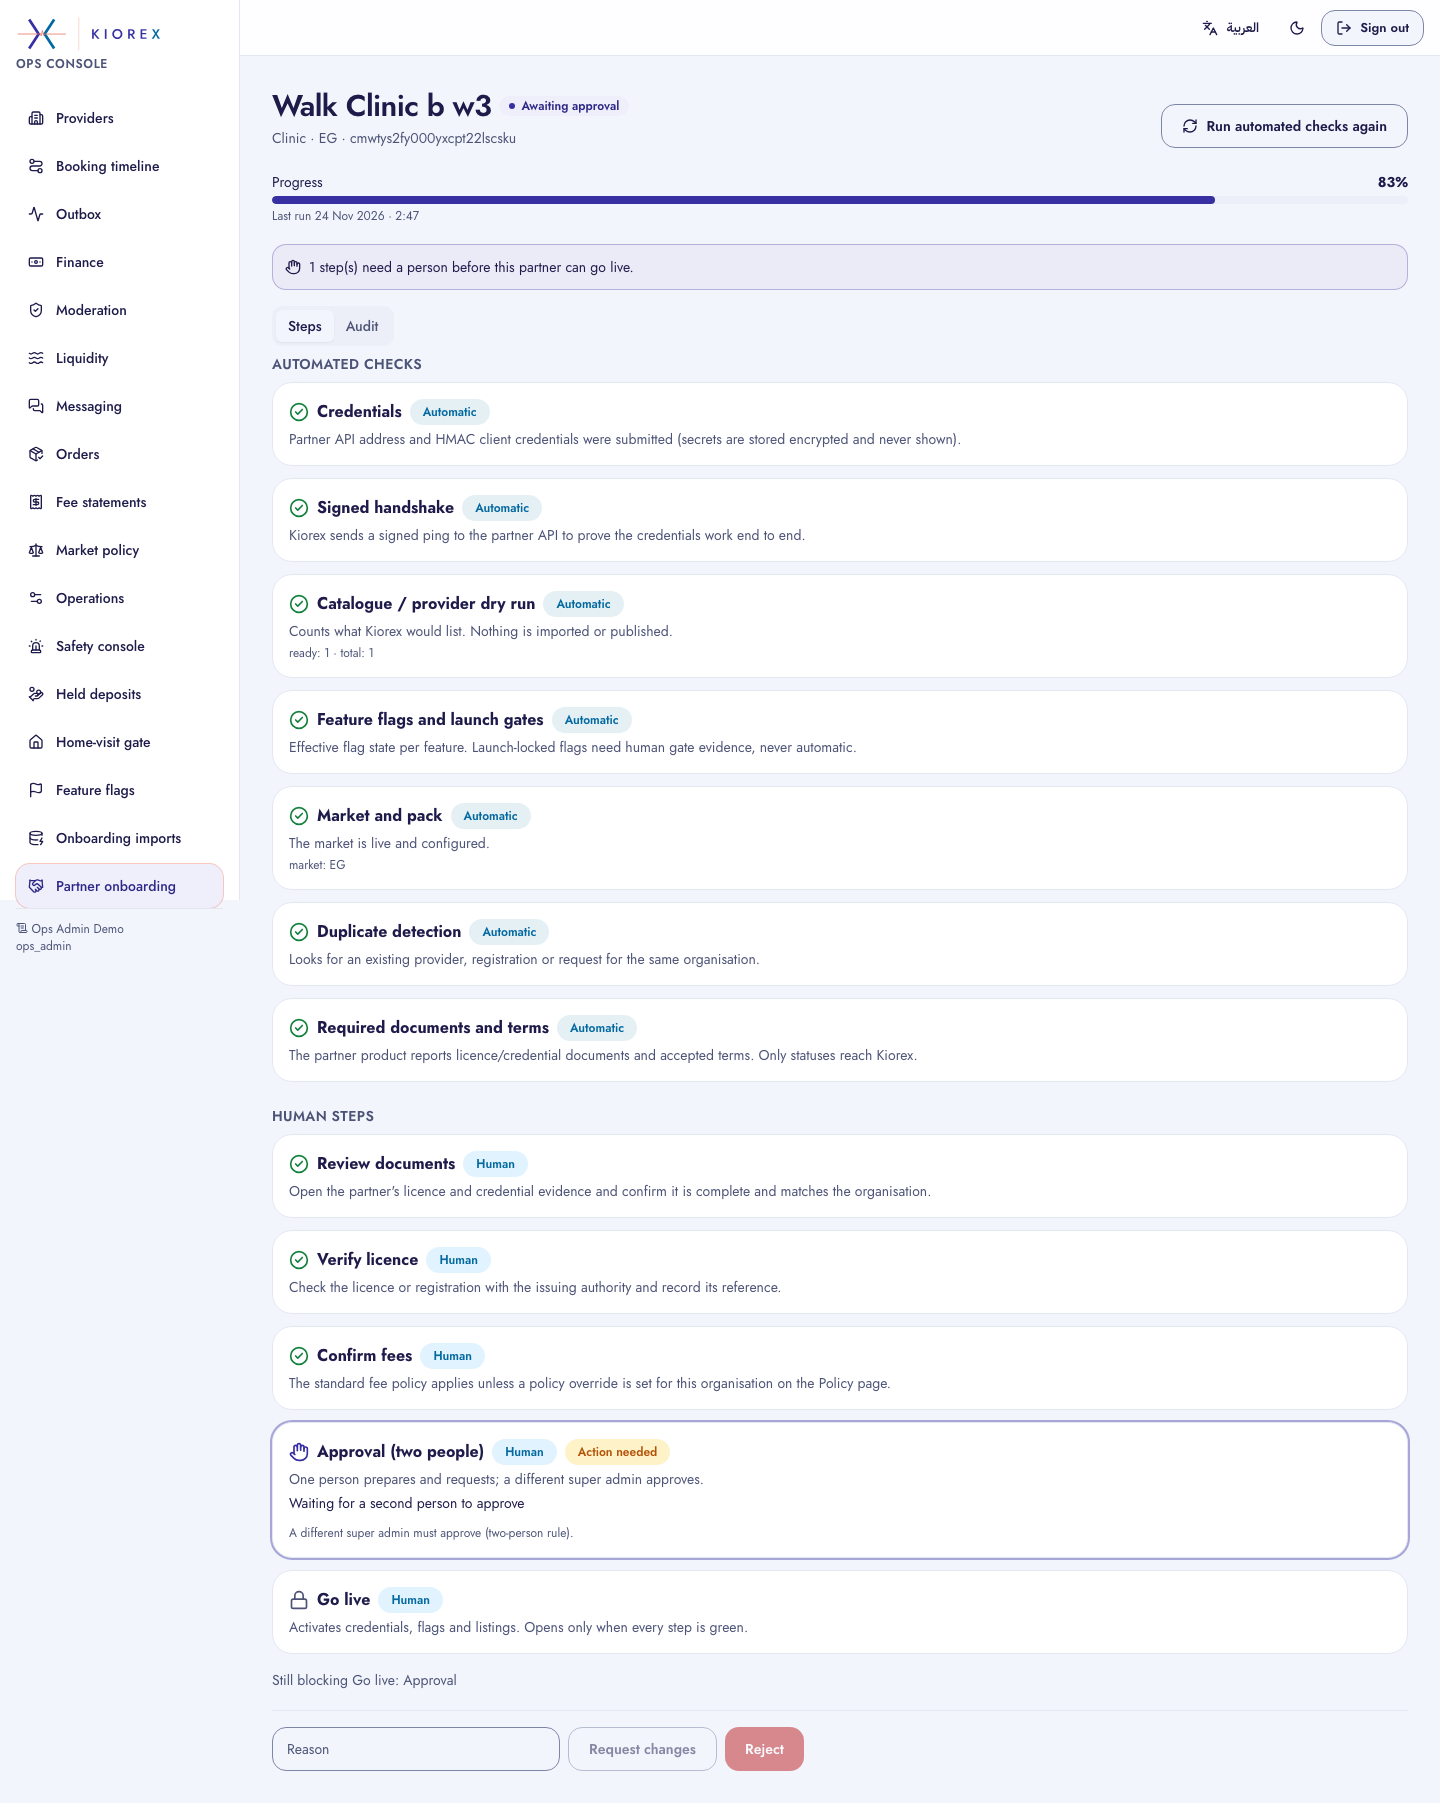 KIOREX
OPS CONSOLE
Providers
Booking timeline
Outbox
Finance
Moderation
Liquidity
Messaging
Orders
Fee statements
Market policy
Operations
Safety console
Held deposits
Home-visit gate
Feature flags
Onboarding imports
Partner onboarding
Ops Admin Demo
ops_admin
العربية
Sign out
Walk Clinic b w3
Awaiting approval
Clinic · EG · cmwtys2fy000yxcpt22lscsku
Run automated checks again
Progress
83%
Last run 24 Nov 2026 · 2:47
1 step(s) need a person before this partner can go live.
Steps
Audit
AUTOMATED CHECKS
Credentials Automatic
Partner API address and HMAC client credentials were submitted (secrets are stored encrypted and never shown).
Signed handshake Automatic
Kiorex sends a signed ping to the partner API to prove the credentials work end to end.
Catalogue / provider dry run Automatic
Counts what Kiorex would list. Nothing is imported or published.
ready: 1 · total: 1
Feature flags and launch gates Automatic
Effective flag state per feature. Launch-locked flags need human gate evidence, never automatic.
Market and pack Automatic
The market is live and configured.
market: EG
Duplicate detection Automatic
Looks for an existing provider, registration or request for the same organisation.
Required documents and terms Automatic
The partner product reports licence/credential documents and accepted terms. Only statuses reach Kiorex.
HUMAN STEPS
Review documents Human
Open the partner's licence and credential evidence and confirm it is complete and matches the organisation.
Verify licence Human
Check the licence or registration with the issuing authority and record its reference.
Confirm fees Human
The standard fee policy applies unless a policy override is set for this organisation on the Policy page.
Approval (two people) Human Action needed
One person prepares and requests; a different super admin approves.
Waiting for a second person to approve
A different super admin must approve (two-person rule).
Go live Human
Activates credentials, flags and listings. Opens only when every step is green.
Still blocking Go live: Approval
Reason
Request changes
Reject